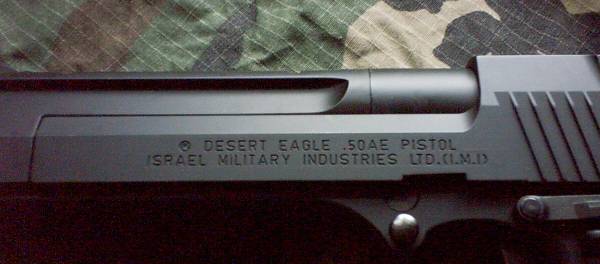 ® DESERT EAGLE .50AE PISTOL
ISRAEL MILITARY INDUSTRIES LTD.(I.M.I)